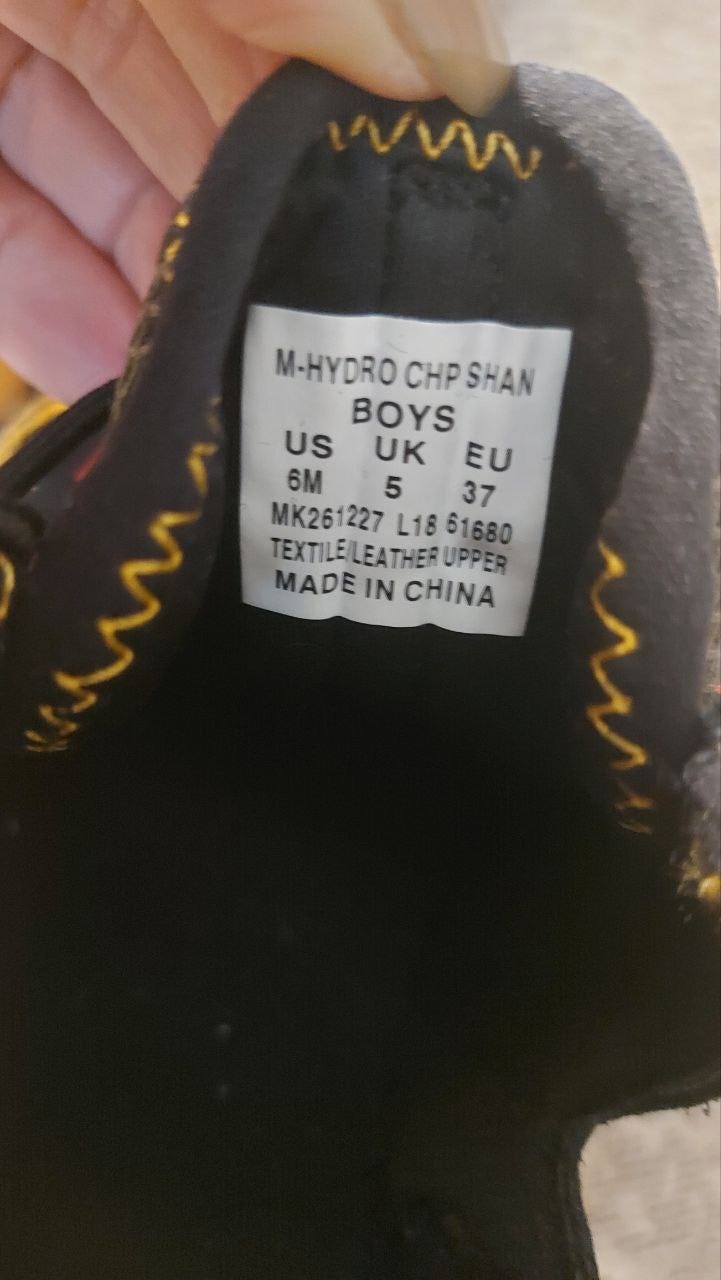 M-HYDRO CHP SHAN
BOYS
US UK EU
6M 5 37
MK261227 L18 61680
TEXTILE/LEATHER UPPER
MADE IN CHINA